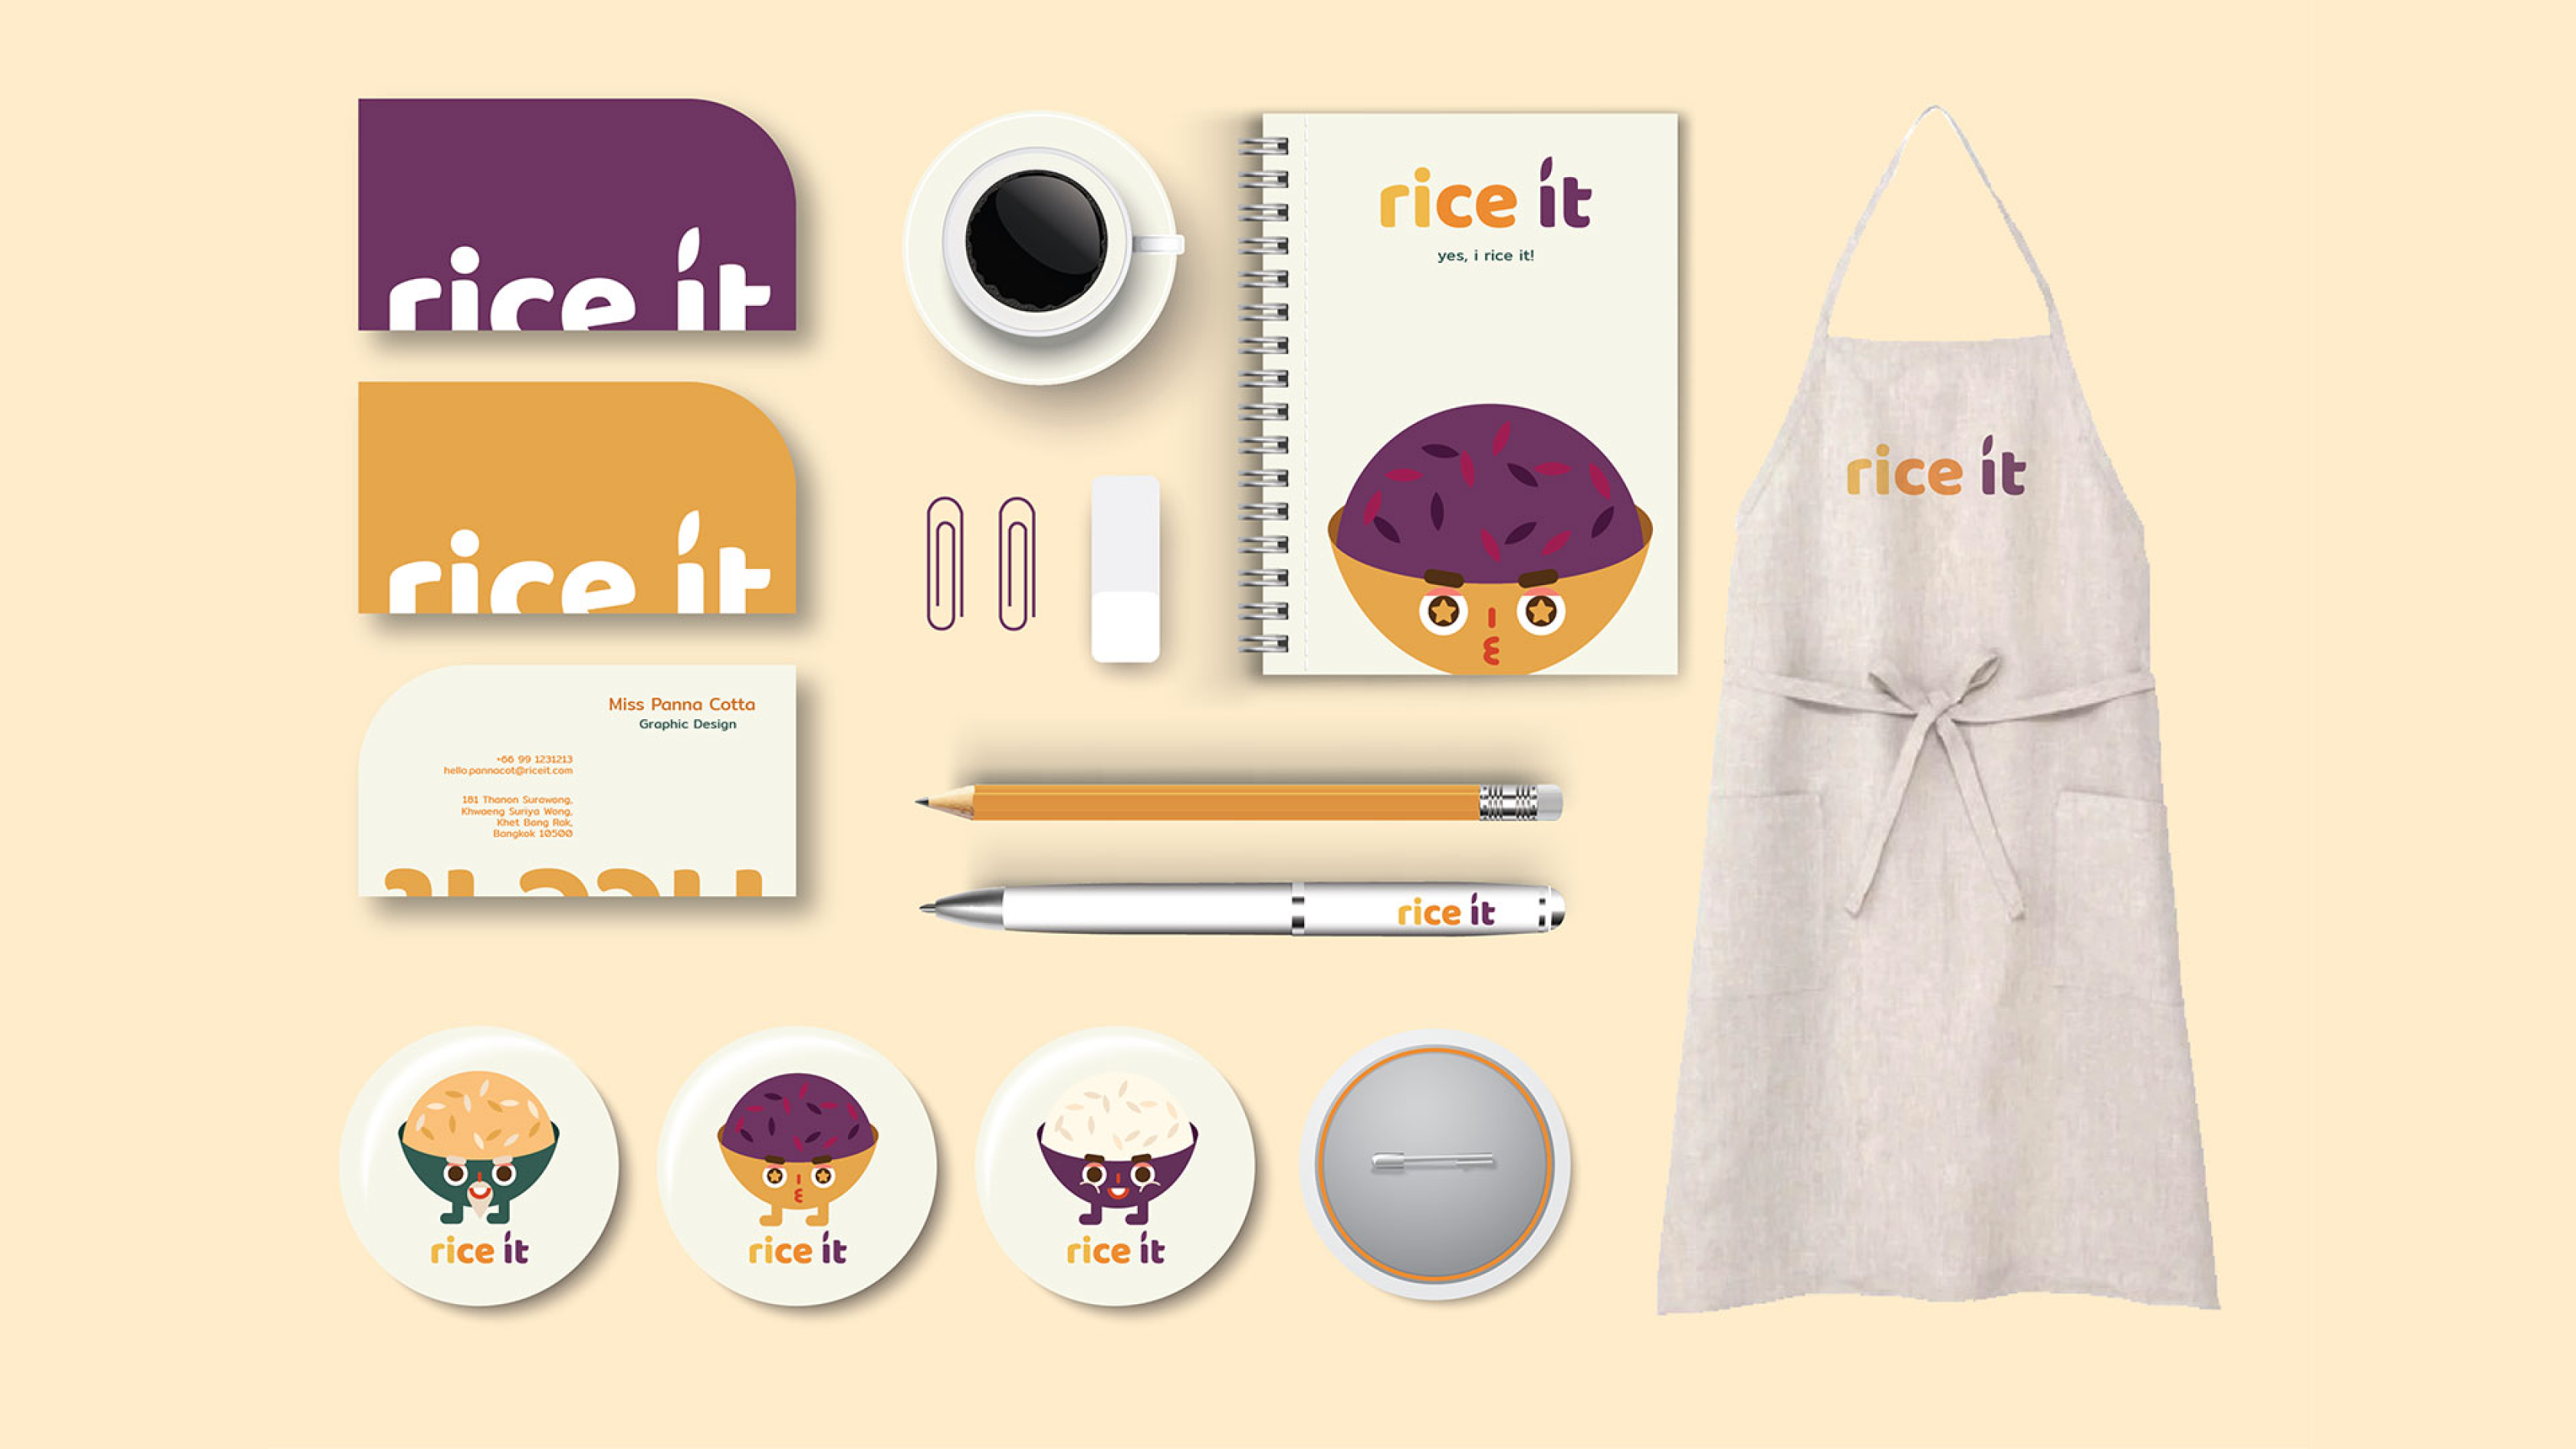 rice it
rice it
Miss Panna Cotta
Graphic Design
+66 99 1231213
hello.pannacot@riceit.com
181 Thanon Surawong,
Khwaeng Suriya Wong,
Khet Bang Rak,
Bangkok 10500
rice it
rice it
yes, i rice it!
rice it
rice it
rice it
rice it
rice it